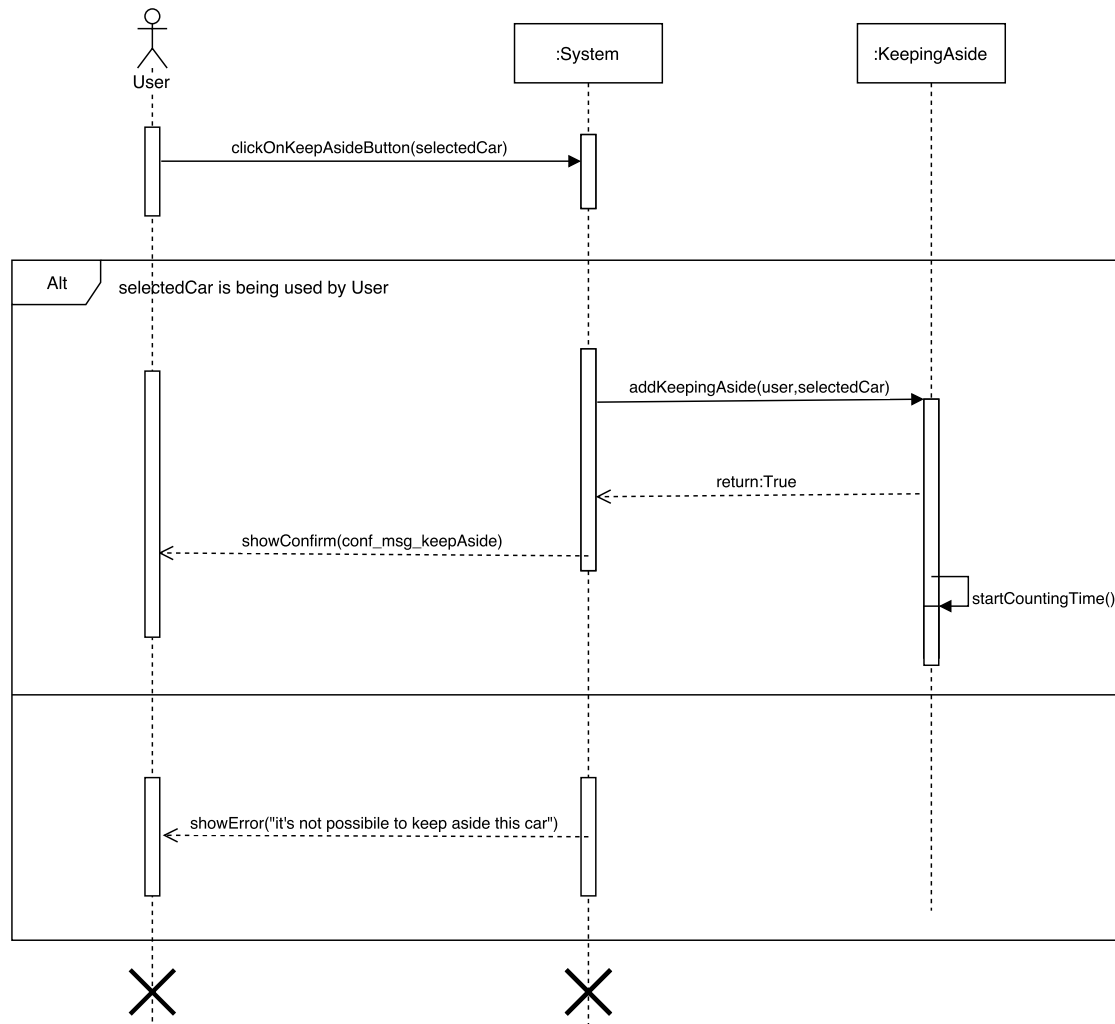 User
:System
:KeepingAside
clickOnKeepAsideButton(selectedCar)
Alt
selectedCar is being used by User
addKeepingAside(user,selectedCar)
return:True
showConfirm(conf_msg_keepAside)
startCountingTime()
showError("it's not possibile to keep aside this car")